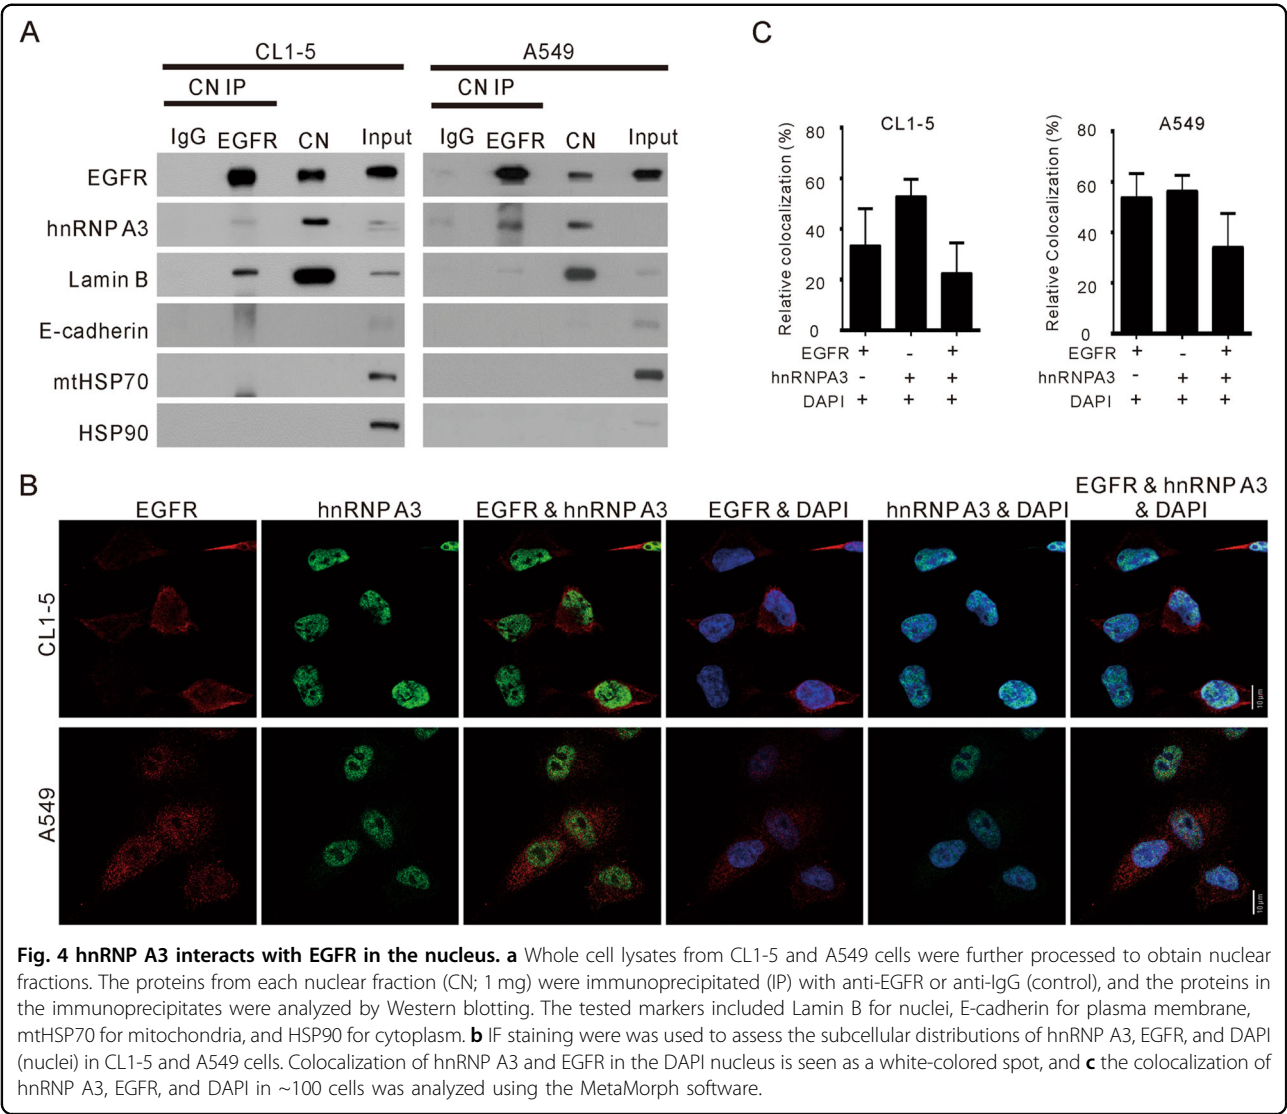 A
CL1-5
A549
CN IP
CN IP
IgG EGFR CN Input
IgG EGFR CN Input
EGFR
hnRNP A3
Lamin B
E-cadherin
mtHSP70
HSP90
C
CL1-5
Relative colocalization (%)
80
60
40
20
0
EGFR + - +
hnRNPA3 - + +
DAPI + + +
A549
Relative Colocalization (%)
80
60
40
20
0
EGFR + - +
hnRNPA3 - + +
DAPI + + +
B
EGFR
hnRNP A3
EGFR & hnRNP A3
EGFR & DAPI
hnRNP A3 & DAPI
EGFR & hnRNP A3
& DAPI
CL1-5
10 μm
A549
10 μm
Fig. 4 hnRNP A3 interacts with EGFR in the nucleus. a Whole cell lysates from CL1-5 and A549 cells were further processed to obtain nuclear
fractions. The proteins from each nuclear fraction (CN; 1 mg) were immunoprecipitated (IP) with anti-EGFR or anti-IgG (control), and the proteins in
the immunoprecipitates were analyzed by Western blotting. The tested markers included Lamin B for nuclei, E-cadherin for plasma membrane,
mtHSP70 for mitochondria, and HSP90 for cytoplasm. b IF staining were was used to assess the subcellular distributions of hnRNP A3, EGFR, and DAPI
(nuclei) in CL1-5 and A549 cells. Colocalization of hnRNP A3 and EGFR in the DAPI nucleus is seen as a white-colored spot, and c the colocalization of
hnRNP A3, EGFR, and DAPI in ~100 cells was analyzed using the MetaMorph software.